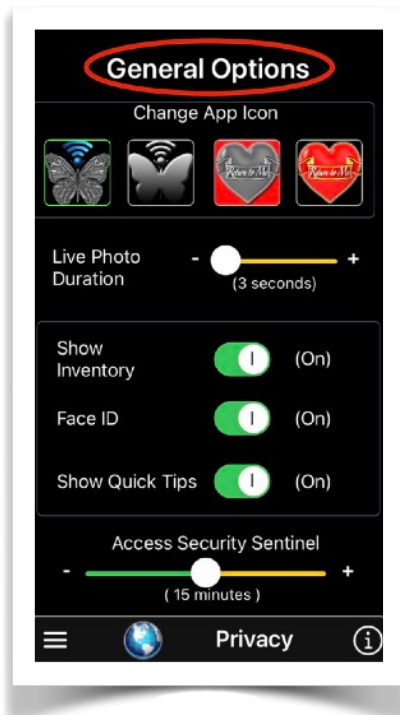 General Options
Change App Icon
Return to Me
Return to Me
Live Photo
Duration
- +
(3 seconds)
Show
Inventory
(On)
Face ID
(On)
Show Quick Tips
(On)
Access Security Sentinel
- +
( 15 minutes )
Privacy
i